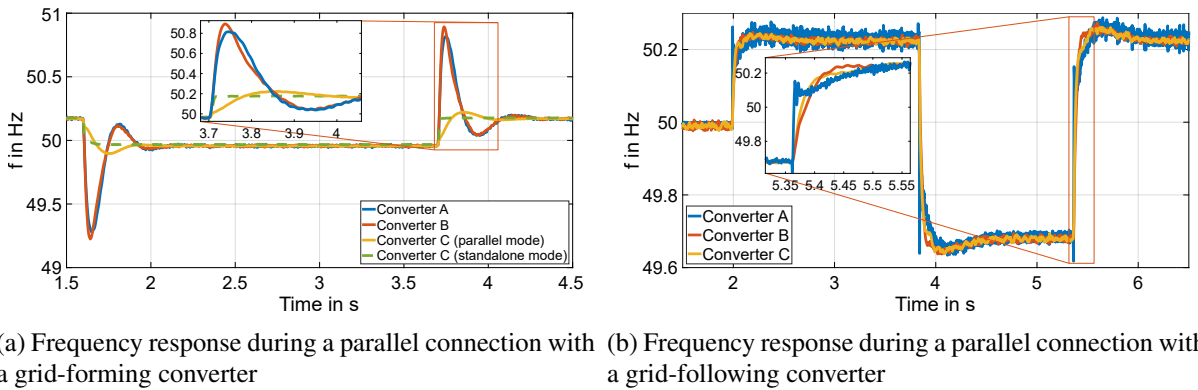 51
50.5
50
49.5
49
1.5
2
2.5
3
3.5
4
4.5
f in Hz
Time in s
50.8
50.6
50.4
50.2
50
3.7
3.8
3.9
4
Converter A
Converter B
Converter C (parallel mode)
Converter C (standalone mode)
50.2
50
49.8
49.6
2
3
4
5
6
f in Hz
Time in s
50.2
50
49.8
5.35
5.4
5.45
5.5
5.55
Converter A
Converter B
Converter C
(a) Frequency response during a parallel connection with
a grid-forming converter
(b) Frequency response during a parallel connection with
a grid-following converter